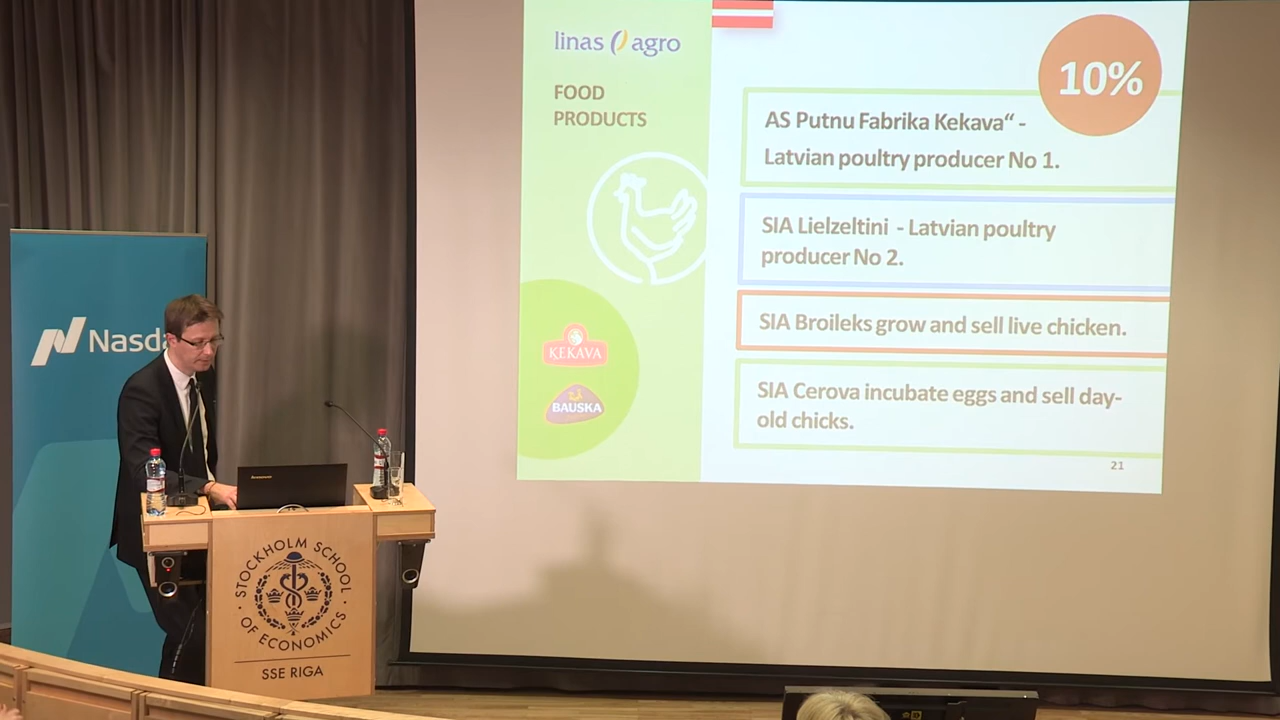 linas agro
FOOD
PRODUCTS
10%
AS Putnu Fabrika Kekava“ -
Latvian poultry producer No 1.
SIA Lielzeltini - Latvian poultry
producer No 2.
SIA Broileks grow and sell live chicken.
SIA Cerova incubate eggs and sell day-
old chicks.
KEKAVA
BAUSKA
21
Nasda
lenovo
STOCKHOLM SCHOOL
OF ECONOMICS
SSE RIGA